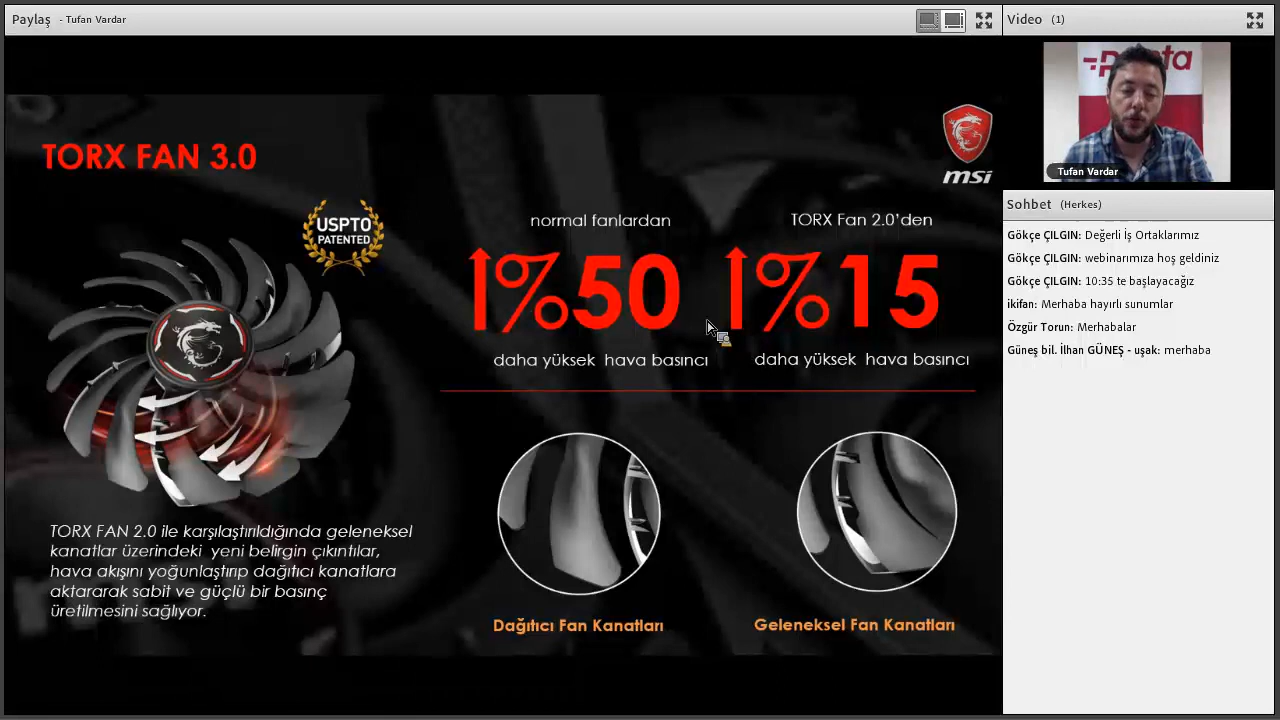 Paylaş - Tufan Vardar
TORX FAN 3.0
USPTO
PATENTED
msi
normal fanlardan
%50
daha yüksek hava basıncı
TORX Fan 2.0'den
%15
daha yüksek hava basıncı
TORX FAN 2.0 ile karşılaştırıldığında geleneksel
kanatlar üzerindeki yeni belirgin çıkıntılar,
hava akışını yoğunlaştırıp dağıtıcı kanatlara
aktararak sabit ve güçlü bir basınç
üretilmesini sağlıyor.
Dağıtıcı Fan Kanatları
Geleneksel Fan Kanatları
Video (1)
Tufan Vardar
Sohbet (Herkes)
Gökçe ÇILGIN: Değerli İş Ortaklarımız
Gökçe ÇILGIN: webinarımıza hoş geldiniz
Gökçe ÇILGIN: 10:35 te başlayacağız
ikifan: Merhaba hayırlı sunumlar
Özgür Torun: Merhabalar
Güneş bil. İlhan GÜNEŞ - uşak: merhaba